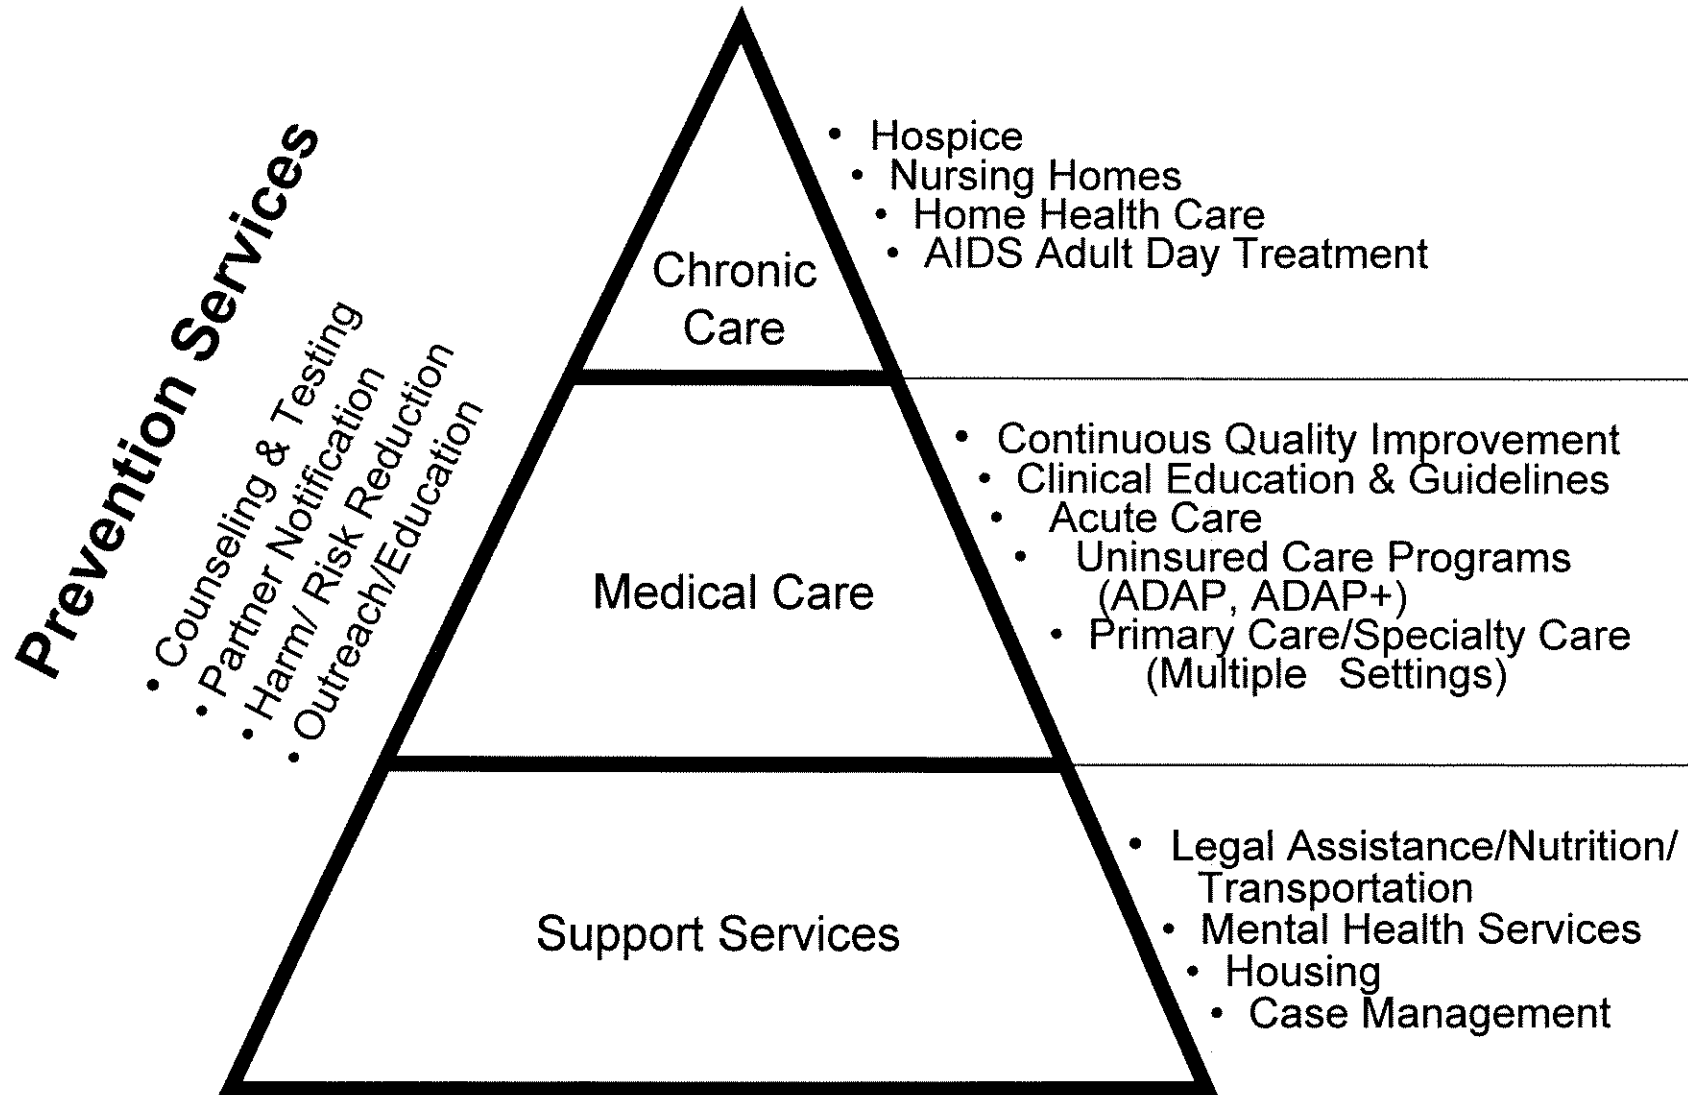 Prevention Services
• Counseling & Testing
• Partner Notification
• Harm/ Risk Reduction
• Outreach/Education
Chronic
Care
• Hospice
• Nursing Homes
• Home Health Care
• AIDS Adult Day Treatment
Medical Care
• Continuous Quality Improvement
• Clinical Education & Guidelines
• Acute Care
• Uninsured Care Programs
(ADAP, ADAP+)
• Primary Care/Specialty Care
(Multiple Settings)
Support Services
• Legal Assistance/Nutrition/
Transportation
• Mental Health Services
• Housing
• Case Management